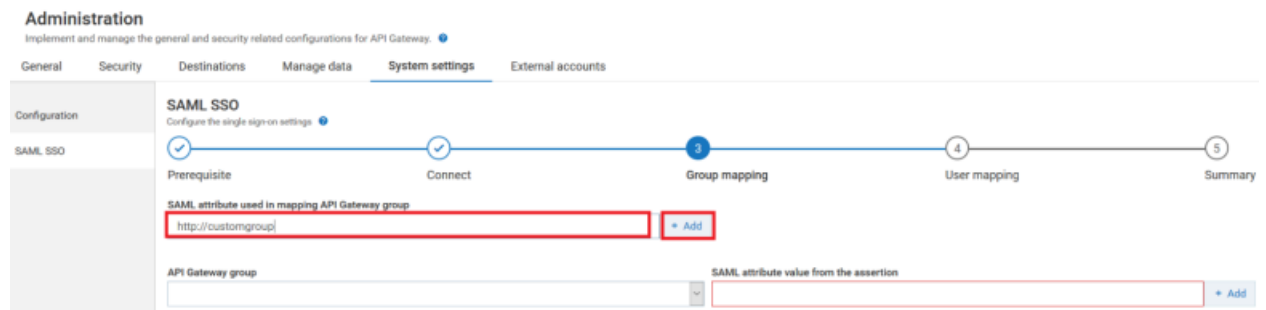 Administration
Implement and manage the general and security related configurations for API Gateway. ?
General Security Destinations Manage data System settings External accounts
Configuration
SAML SSO
SAML SSO
Configure the single sign-on settings ?
3 4 5
Prerequisite Connect Group mapping User mapping Summary
SAML attribute used in mapping API Gateway group
http://customgroup + Add
API Gateway group SAML attribute value from the assertion
+ Add